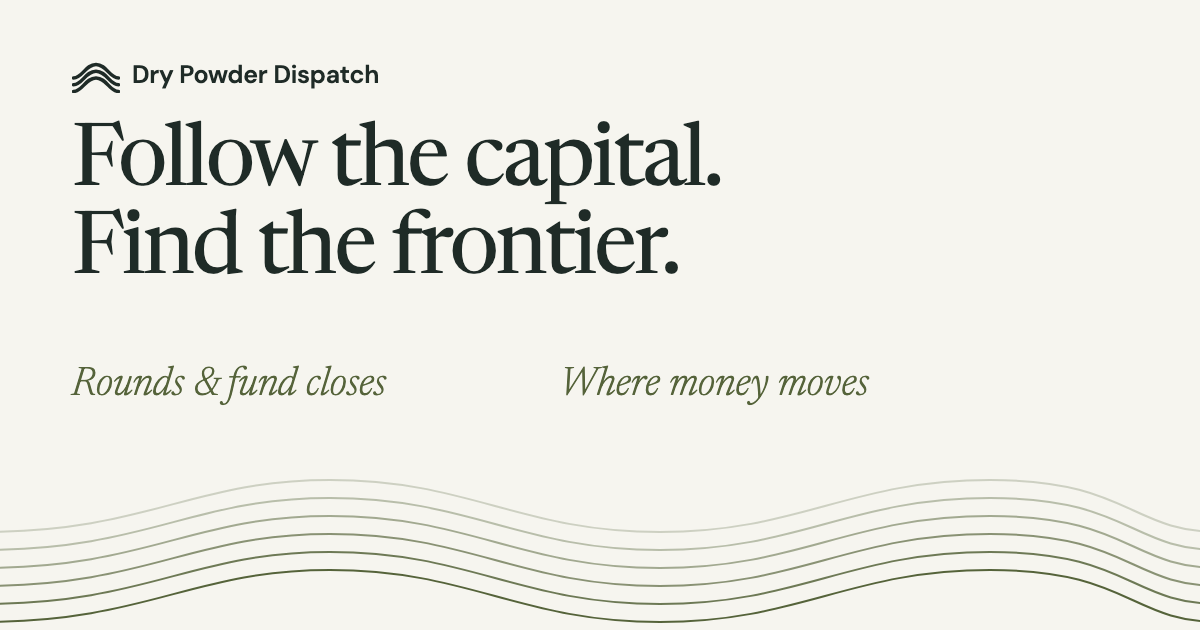 Dry Powder Dispatch
Follow the capital.
Find the frontier.
Rounds & fund closes
Where money moves